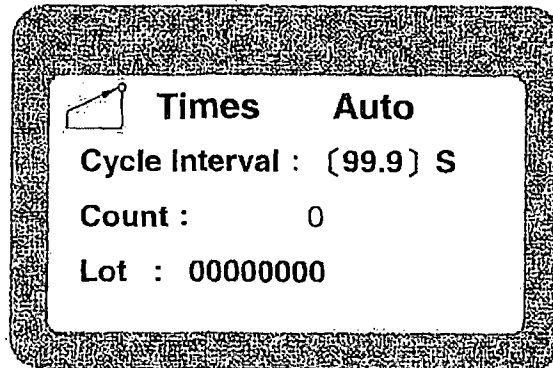 Times Auto
Cycle Interval : 〔99.9〕 S
Count : 0
Lot : 00000000